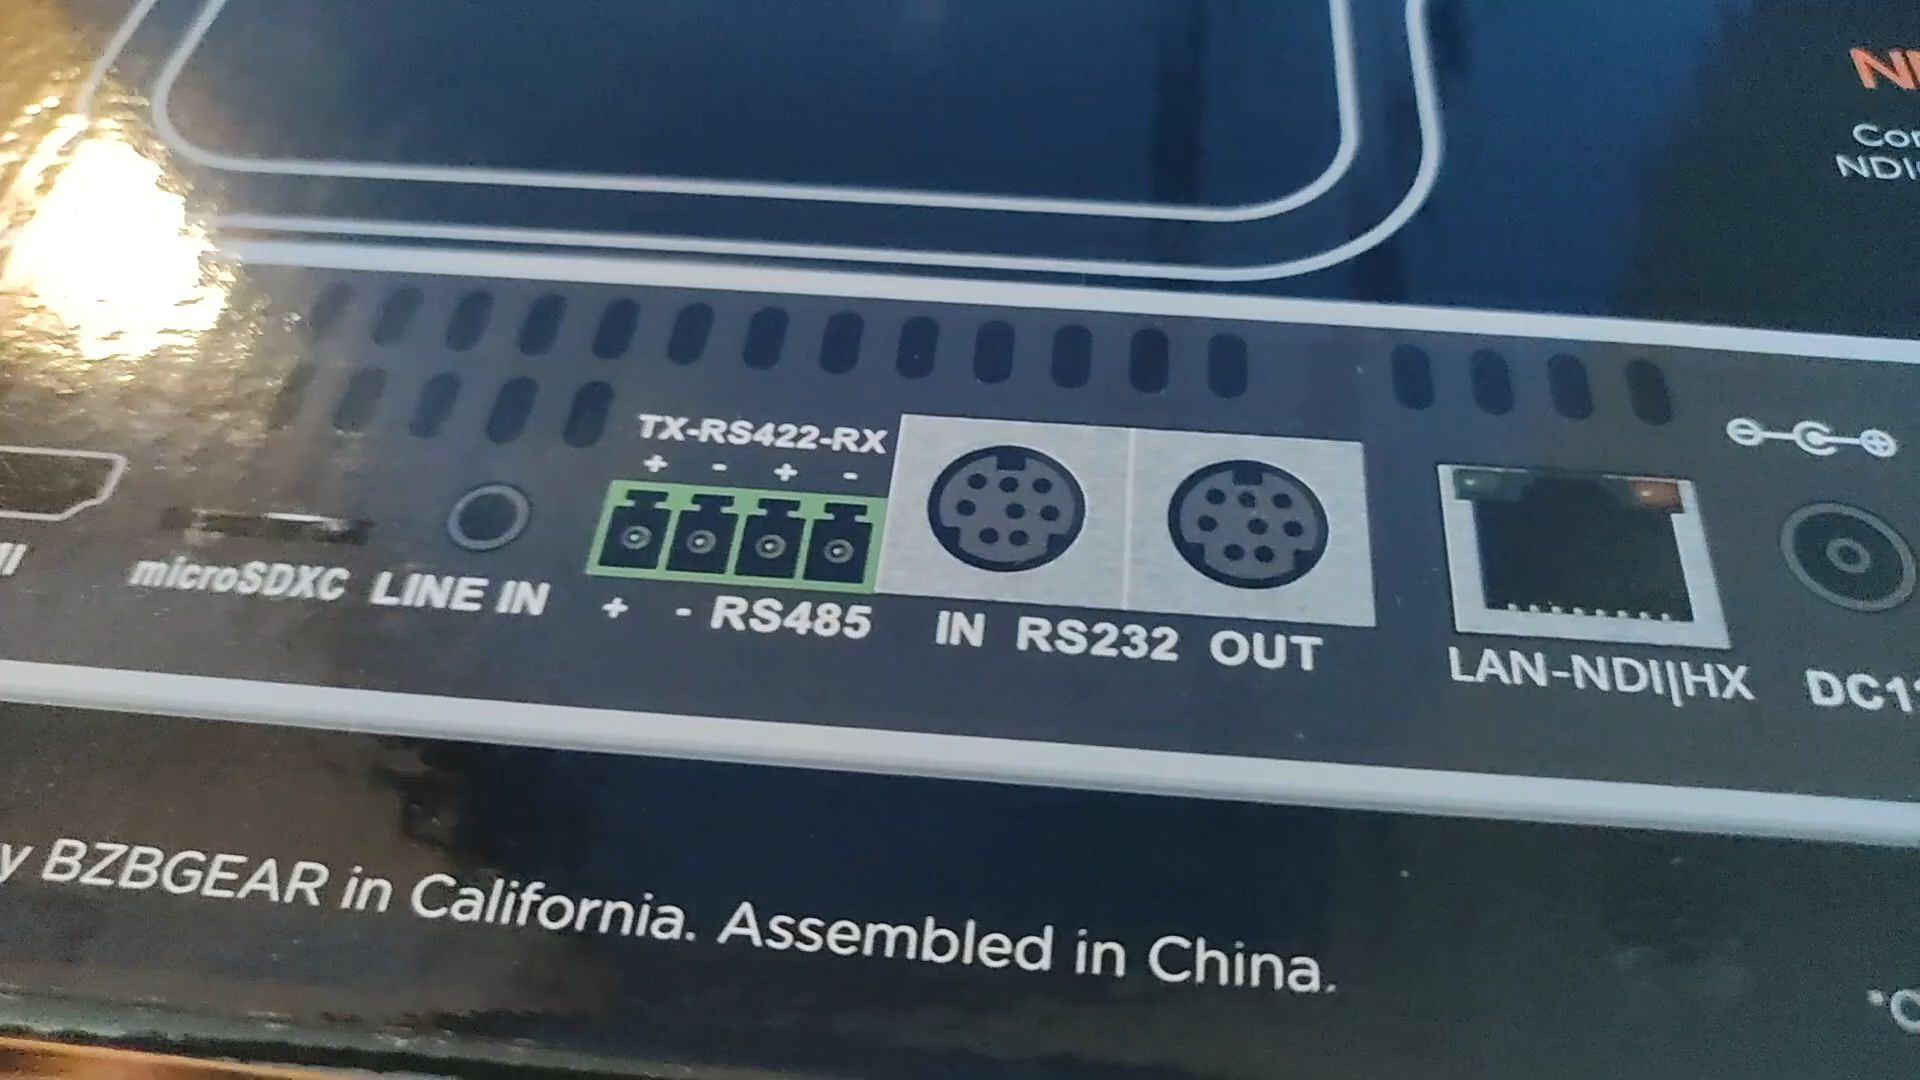 TX-RS422-RX
+ - + -
microSDXC LINE IN + - RS485 IN RS232 OUT LAN-NDI|HX
BZBGEAR in California. Assembled in China.